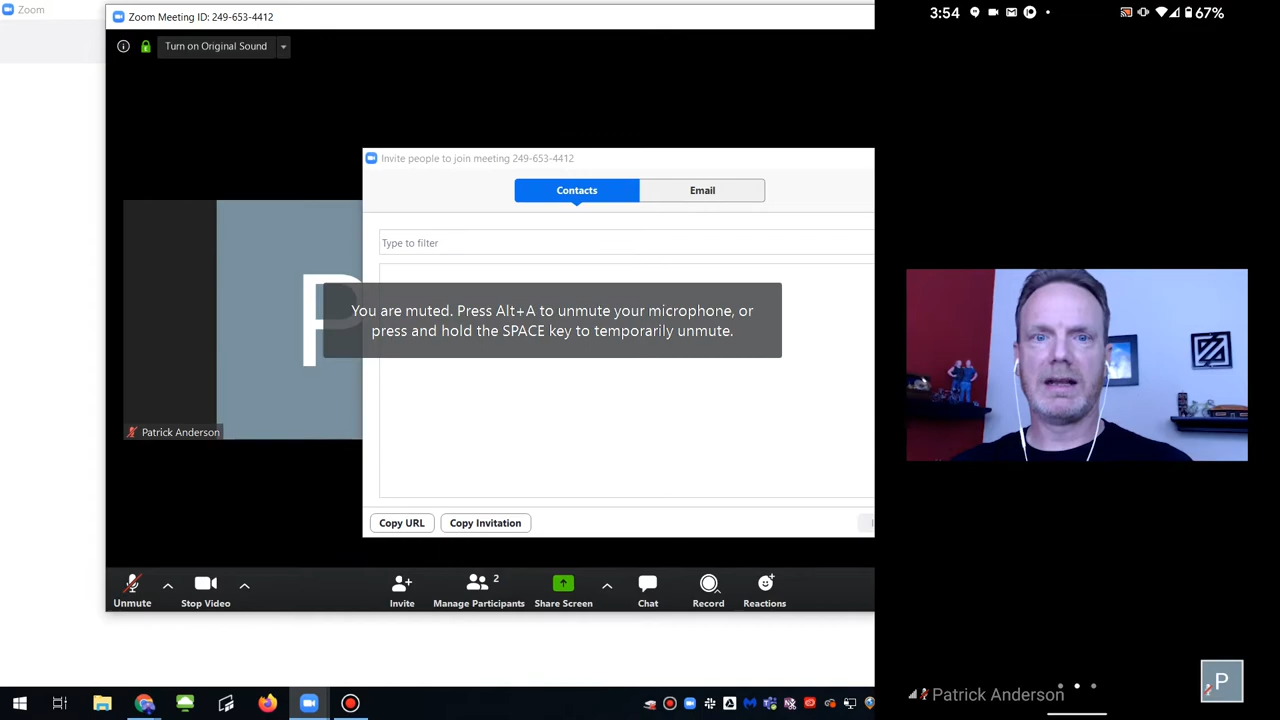 Zoom
Zoom Meeting ID: 249-653-4412
Turn on Original Sound
Invite people to join meeting 249-653-4412
Contacts
Email
Type to filter
P
You are muted. Press Alt+A to unmute your microphone, or
press and hold the SPACE key to temporarily unmute.
Patrick Anderson
Copy URL
Copy Invitation
Unmute
Stop Video
Invite
2
Manage Participants
Share Screen
Chat
Record
Reactions
3:54
67%
Patrick Anderson
P